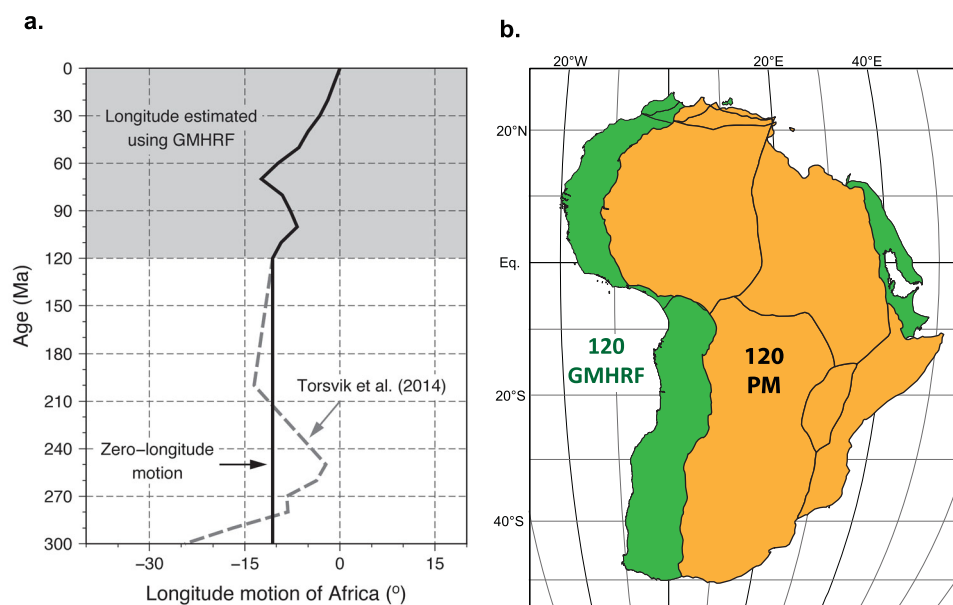 a.
0
30
60
90
120
150
180
210
240
270
300
Age (Ma)
Longitude estimated
using GMHRF
Torsvik et al. (2014)
Zero−longitude
motion
−30
−15
0
15
Longitude motion of Africa (º)
b.
20°W
20°E
40°E
20°N
Eq.
20°S
40°S
120
GMHRF
120
PM